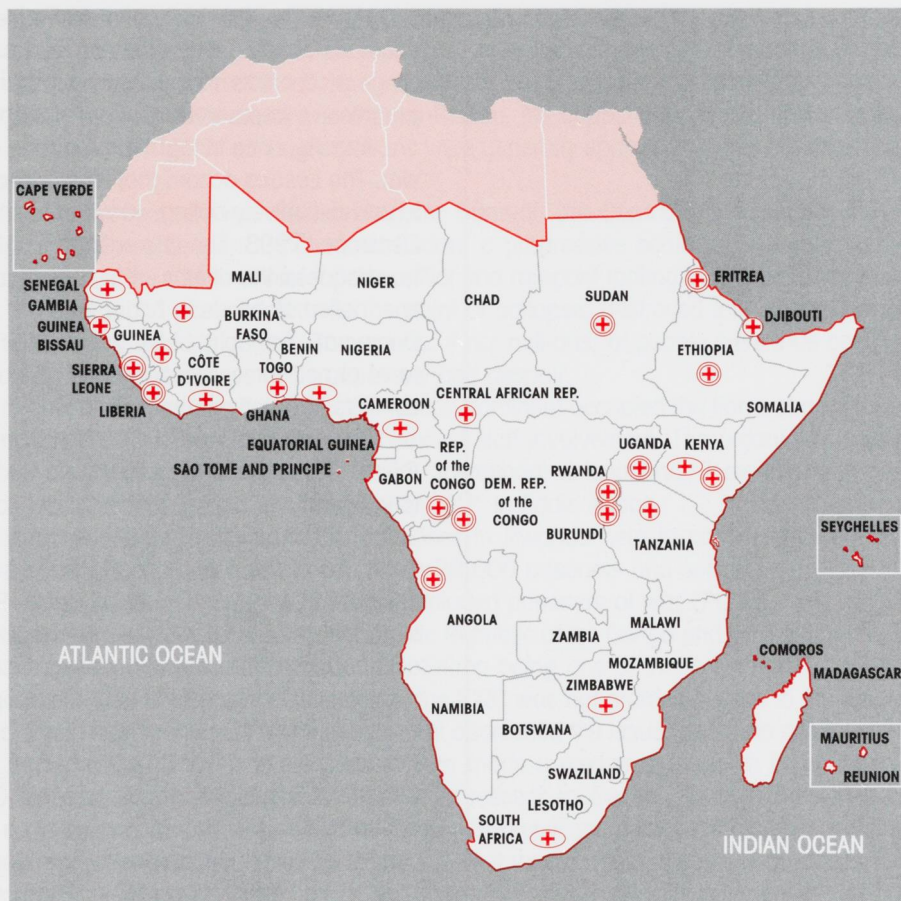 CAPE VERDE
SENEGAL
GAMBIA
GUINEA
BISSAU
GUINEA
SIERRA
LEONE
LIBERIA
MALI
BURKINA
FASO
CÔTE
D'IVOIRE
BENIN
TOGO
GHANA
NIGER
NIGERIA
CHAD
SUDAN
ERITREA
DJIBOUTI
ETHIOPIA
SOMALIA
CAMEROON
CENTRAL AFRICAN REP.
EQUATORIAL GUINEA
SAO TOME AND PRINCIPE
GABON
REP.
of the
CONGO
DEM. REP.
of the
CONGO
UGANDA
KENYA
RWANDA
BURUNDI
TANZANIA
SEYCHELLES
ANGOLA
ZAMBIA
MALAWI
MOZAMBIQUE
ZIMBABWE
COMOROS
MADAGASCAR
NAMIBIA
BOTSWANA
MAURITIUS
REUNION
SWAZILAND
LESOTHO
SOUTH
AFRICA
ATLANTIC OCEAN
INDIAN OCEAN